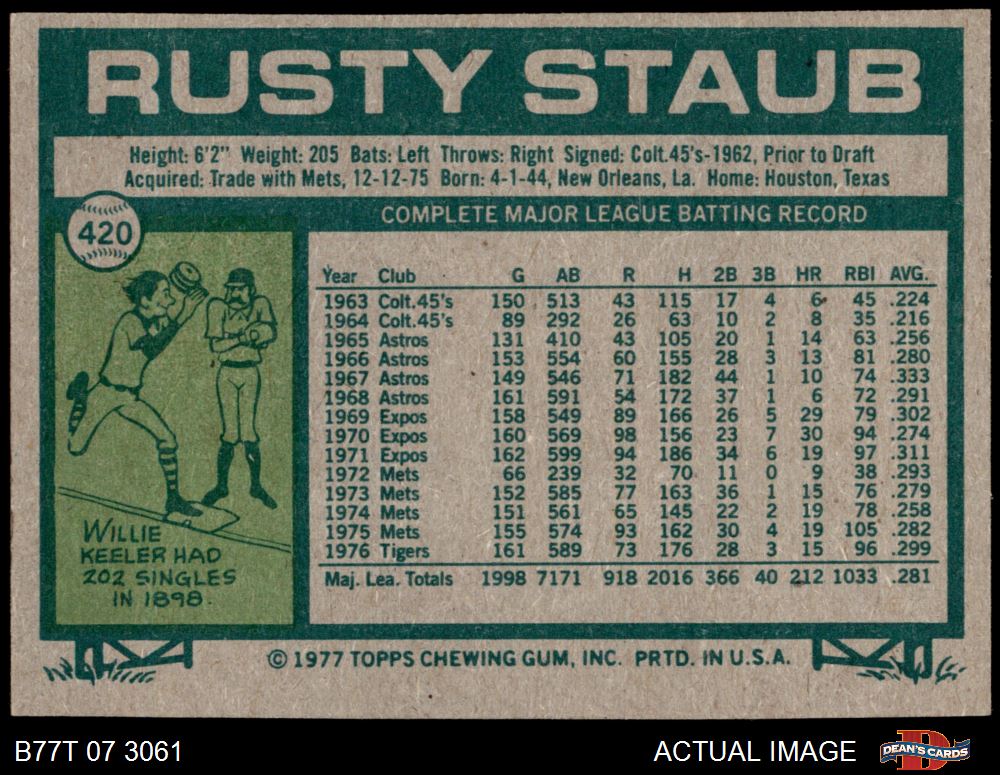 RUSTY STAUB
Height: 6'2" Weight: 205 Bats: Left Throws: Right Signed: Colt.45's-1962, Prior to Draft
Acquired: Trade with Mets, 12-12-75 Born: 4-1-44, New Orleans, La. Home: Houston, Texas
420
COMPLETE MAJOR LEAGUE BATTING RECORD
Year Club G AB R H 2B 3B HR RBI AVG.
1963 Colt.45's 150 513 43 115 17 4 6 45 .224
1964 Colt.45's 89 292 26 63 10 2 8 35 .216
1965 Astros 131 410 43 105 20 1 14 63 .256
1966 Astros 153 554 60 155 28 3 13 81 .280
1967 Astros 149 546 71 182 44 1 10 74 .333
1968 Astros 161 591 54 172 37 1 6 72 .291
1969 Expos 158 549 89 166 26 5 29 79 .302
1970 Expos 160 569 98 156 23 7 30 94 .274
1971 Expos 162 599 94 186 34 6 19 97 .311
1972 Mets 66 239 32 70 11 0 9 38 .293
1973 Mets 152 585 77 163 36 1 15 76 .279
1974 Mets 151 561 65 145 22 2 19 78 .258
1975 Mets 155 574 93 162 30 4 19 105 .282
1976 Tigers 161 589 73 176 28 3 15 96 .299
Maj. Lea. Totals 1998 7171 918 2016 366 40 212 1033 .281
WILLIE
KEELER HAD
202 SINGLES
IN 1898.
© 1977 TOPPS CHEWING GUM, INC. PRTD. IN U.S.A.
B77T 07 3061
ACTUAL IMAGE
D
DEAN'S CARDS